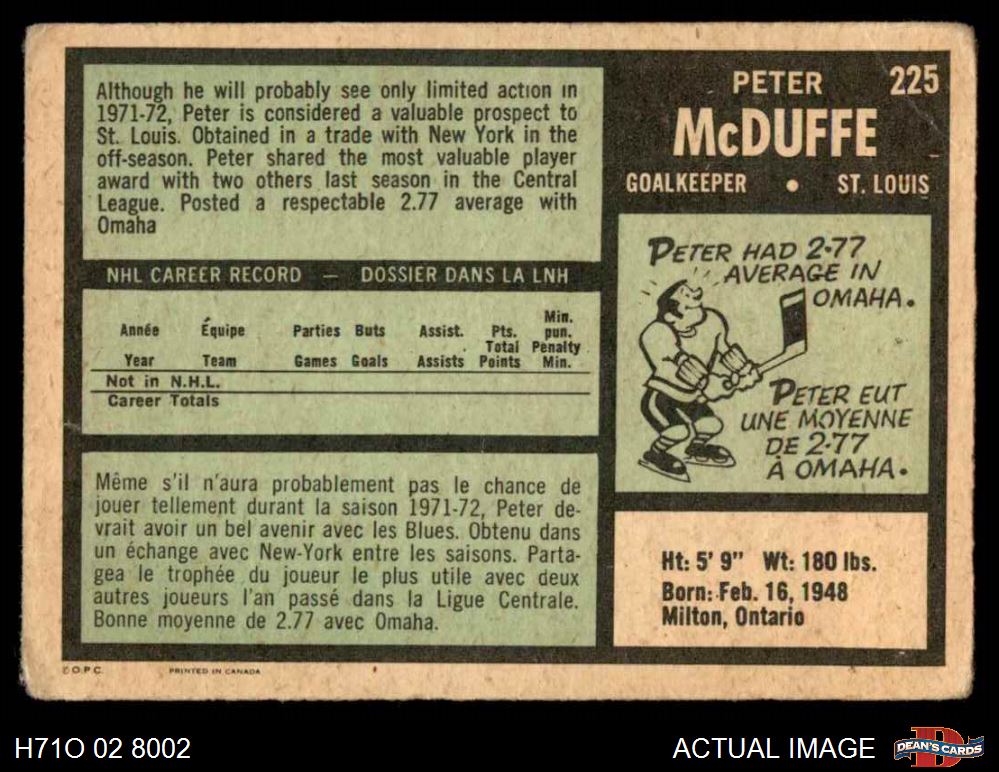 Although he will probably see only limited action in
1971-72, Peter is considered a valuable prospect to
St. Louis. Obtained in a trade with New York in the
off-season. Peter shared the most valuable player
award with two others last season in the Central
League. Posted a respectable 2.77 average with
Omaha
PETER 225
McDUFFE
GOALKEEPER • ST. LOUIS
NHL CAREER RECORD — DOSSIER DANS LA LNH
Année Équipe Parties Buts Assist. Pts. Min. pun.
Total Penalty
Year Team Games Goals Assists Points Min.
Not in N.H.L.
Career Totals
PETER HAD 2.77
AVERAGE IN
OMAHA.
PETER EUT
UNE MOYENNE
DE 2.77
À OMAHA.
Même s'il n'aura probablement pas le chance de
jouer tellement durant la saison 1971-72, Peter de-
vrait avoir un bel avenir avec les Blues. Obtenu dans
un échange avec New-York entre les saisons. Parta-
gea le trophée du joueur le plus utile avec deux
autres joueurs l'an passé dans la Ligue Centrale.
Bonne moyenne de 2.77 avec Omaha.
Ht: 5' 9" Wt: 180 lbs.
Born: Feb. 16, 1948
Milton, Ontario
O.P.C. PRINTED IN CANADA
H71O 02 8002
ACTUAL IMAGE
D
DEAN'S CARDS